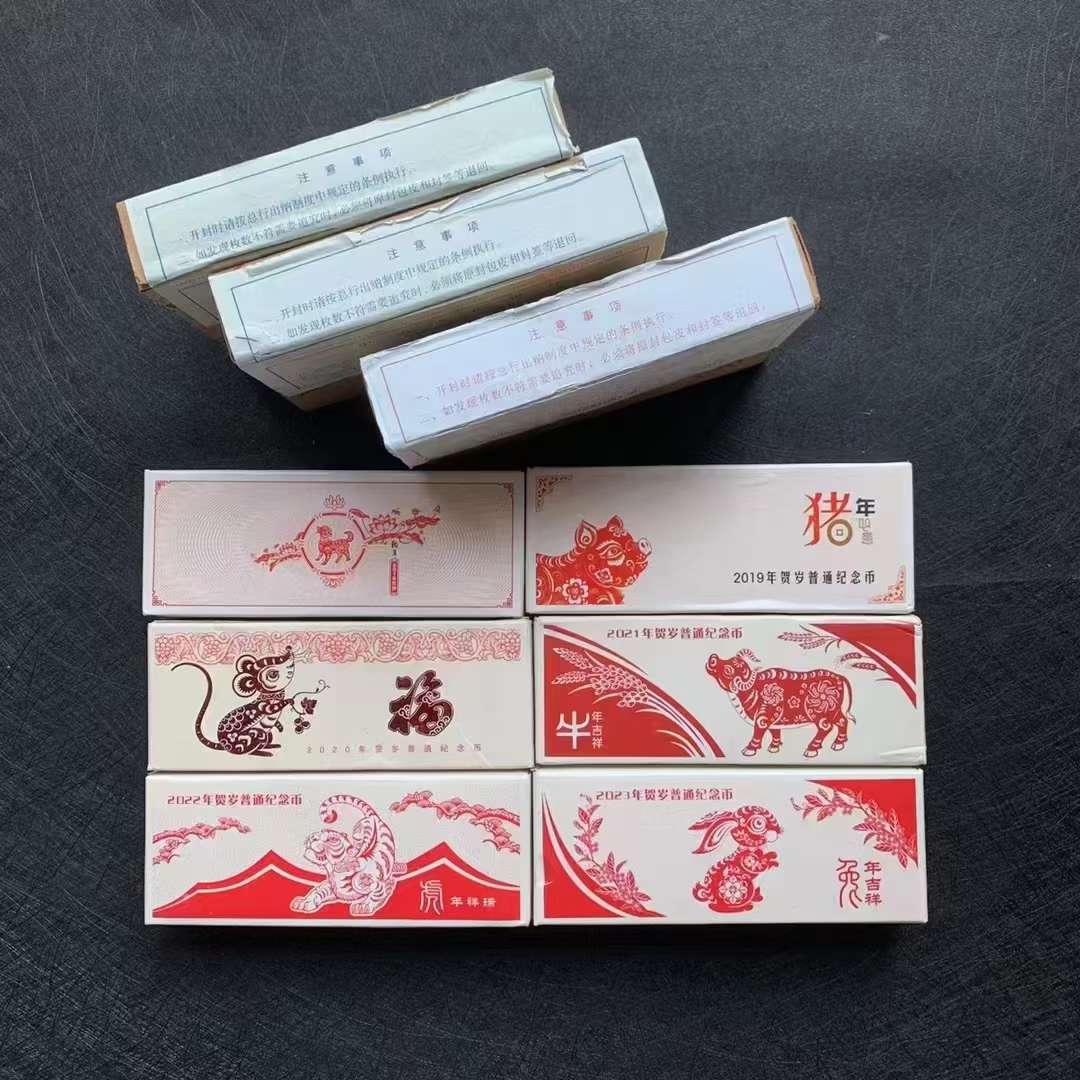 注意事项
一、开封时请按总行出纳制度中规定的条例执行。
如发现枚数不符需要追究时,必须将原封包皮和封签等退回。
注意事项
一、开封时请按总行出纳制度中规定的条例执行。
如发现枚数不符需要追究时,必须将原封包皮和封签等退回。
注意事项
一、开封时请按总行出纳制度中规定的条例执行。
二、如发现枚数不符需要追究时,必须将原封包皮和封签等退回。
猪年
2019年贺岁普通纪念币
福
2020年贺岁普通纪念币
2021年贺岁普通纪念币
牛年吉祥
2022年贺岁普通纪念币
虎年祥瑞
2023年贺岁普通纪念币
兔年吉祥